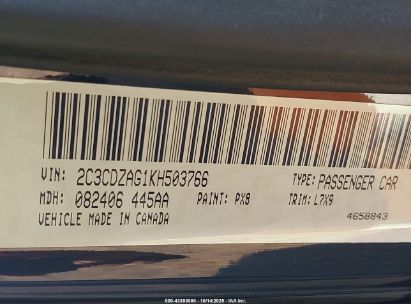 VIN: 2C3CDZAG1KH503766 TYPE: PASSENGER CAR
MDH: 082406 445AA PAINT: PX8 TRIM: L7X9
VEHICLE MADE IN CANADA 4658843